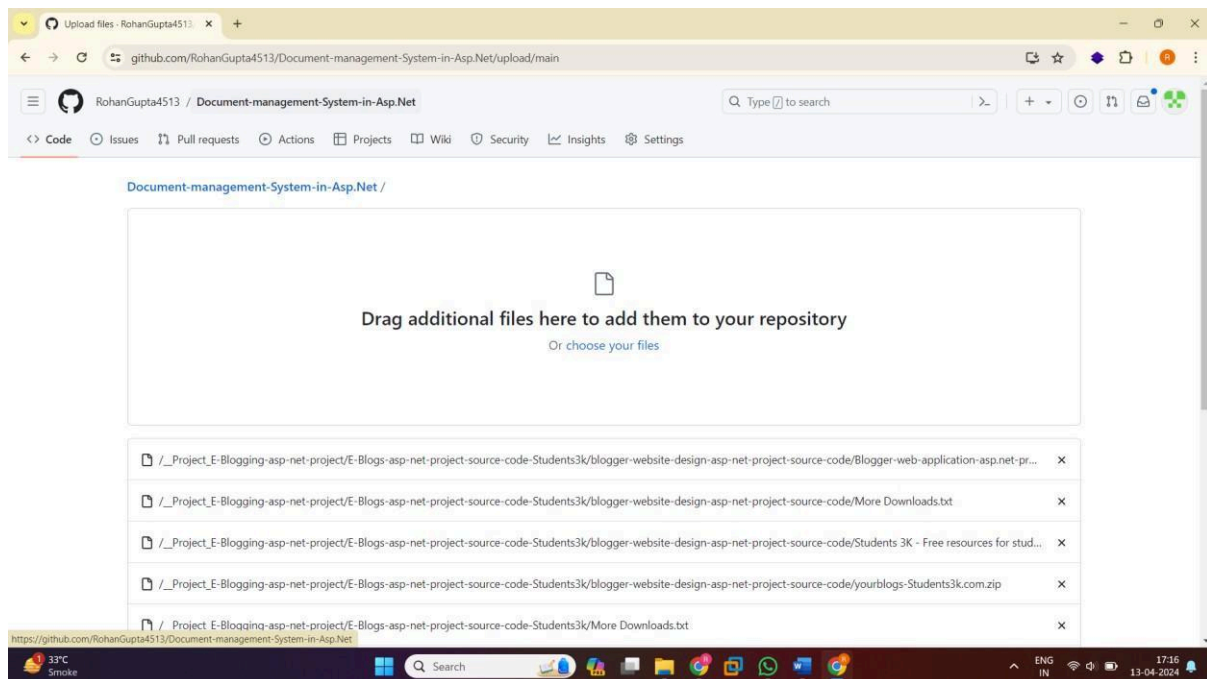 Upload files · RohanGupta4513
github.com/RohanGupta4513/Document-management-System-in-Asp.Net/upload/main
RohanGupta4513 / Document-management-System-in-Asp.Net
Type / to search
Code Issues Pull requests Actions Projects Wiki Security Insights Settings
Document-management-System-in-Asp.Net /
Drag additional files here to add them to your repository
Or choose your files
/_Project_E-Blogging-asp-net-project/E-Blogs-asp-net-project-source-code-Students3k/blogger-website-design-asp-net-project-source-code/Blogger-web-application-asp.net-pr...
/_Project_E-Blogging-asp-net-project/E-Blogs-asp-net-project-source-code-Students3k/blogger-website-design-asp-net-project-source-code/More Downloads.txt
/_Project_E-Blogging-asp-net-project/E-Blogs-asp-net-project-source-code-Students3k/blogger-website-design-asp-net-project-source-code/Students 3K - Free resources for stud...
/_Project_E-Blogging-asp-net-project/E-Blogs-asp-net-project-source-code-Students3k/blogger-website-design-asp-net-project-source-code/yourblogs-Students3k.com.zip
/_Project_E-Blogging-asp-net-project/E-Blogs-asp-net-project-source-code-Students3k/More Downloads.txt
https://github.com/RohanGupta4513/Document-management-System-in-Asp.Net
33°C
Smoke
Search
ENG
IN
17:16
13-04-2024